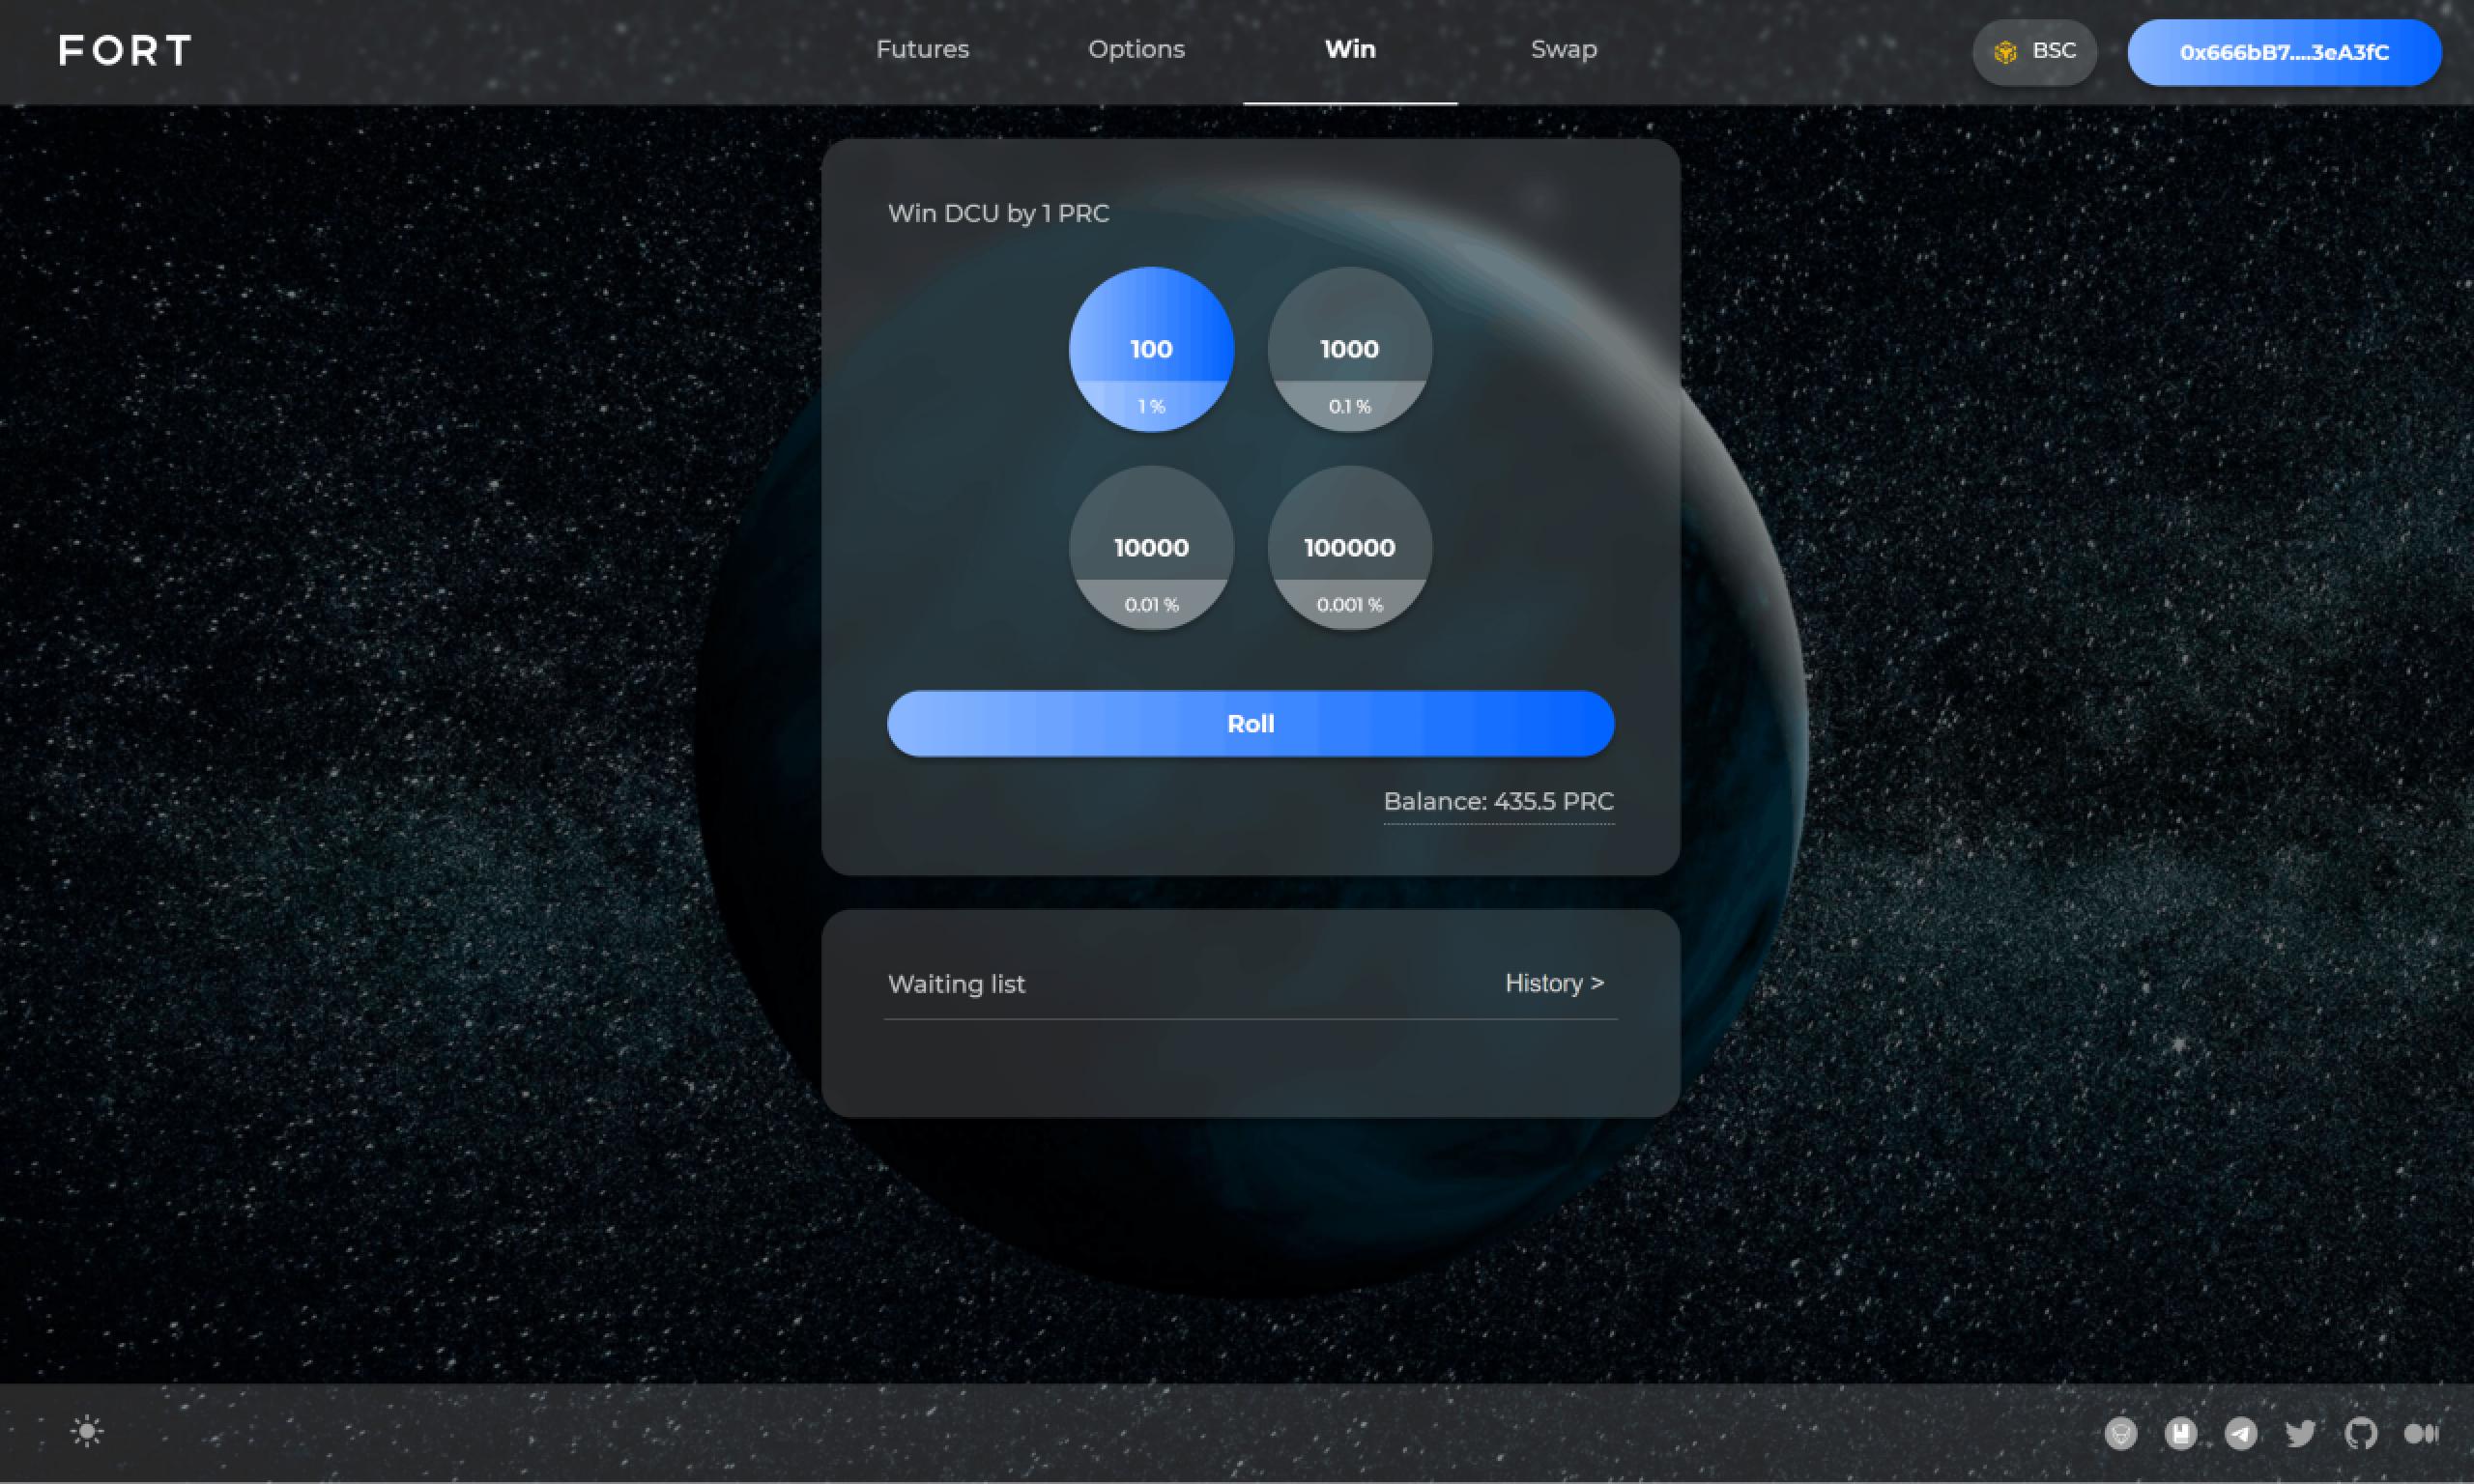 FORT
Futures Options Win Swap
BSC
0x666bB7....3eA3fC
Win DCU by 1 PRC
100 1000
1 % 0.1 %
10000 100000
0.01 % 0.001 %
Roll
Balance: 435.5 PRC
Waiting list History >